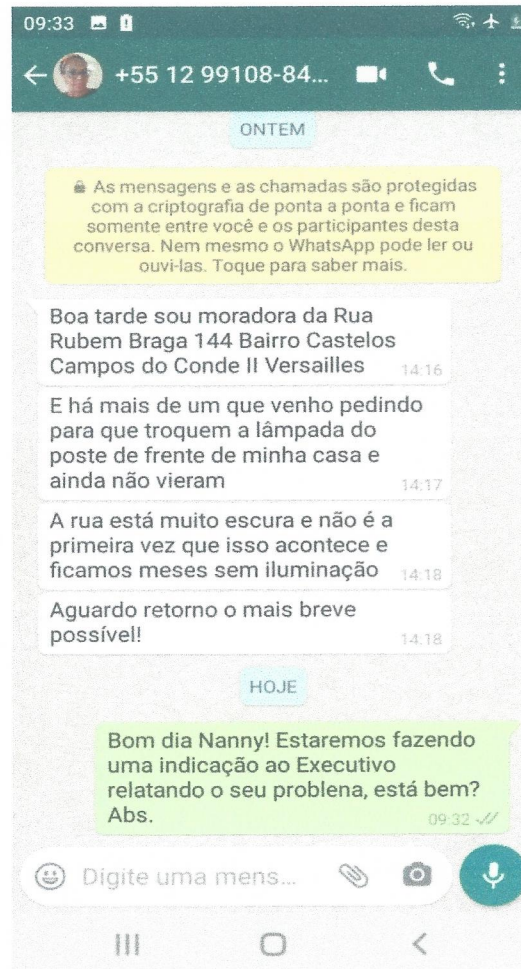 09:33
+55 12 99108-84...
ONTEM
As mensagens e as chamadas são protegidas
com a criptografia de ponta a ponta e ficam
somente entre você e os participantes desta
conversa. Nem mesmo o WhatsApp pode ler ou
ouvi-las. Toque para saber mais.
Boa tarde sou moradora da Rua
Rubem Braga 144 Bairro Castelos
Campos do Conde II Versailles 14:16
E há mais de um que venho pedindo
para que troquem a lâmpada do
poste de frente de minha casa e
ainda não vieram 14:17
A rua está muito escura e não é a
primeira vez que isso acontece e
ficamos meses sem iluminação 14:18
Aguardo retorno o mais breve
possível! 14:18
HOJE
Bom dia Nanny! Estaremos fazendo
uma indicação ao Executivo
relatando o seu problena, está bem?
Abs. 09:32
Digite uma mens...